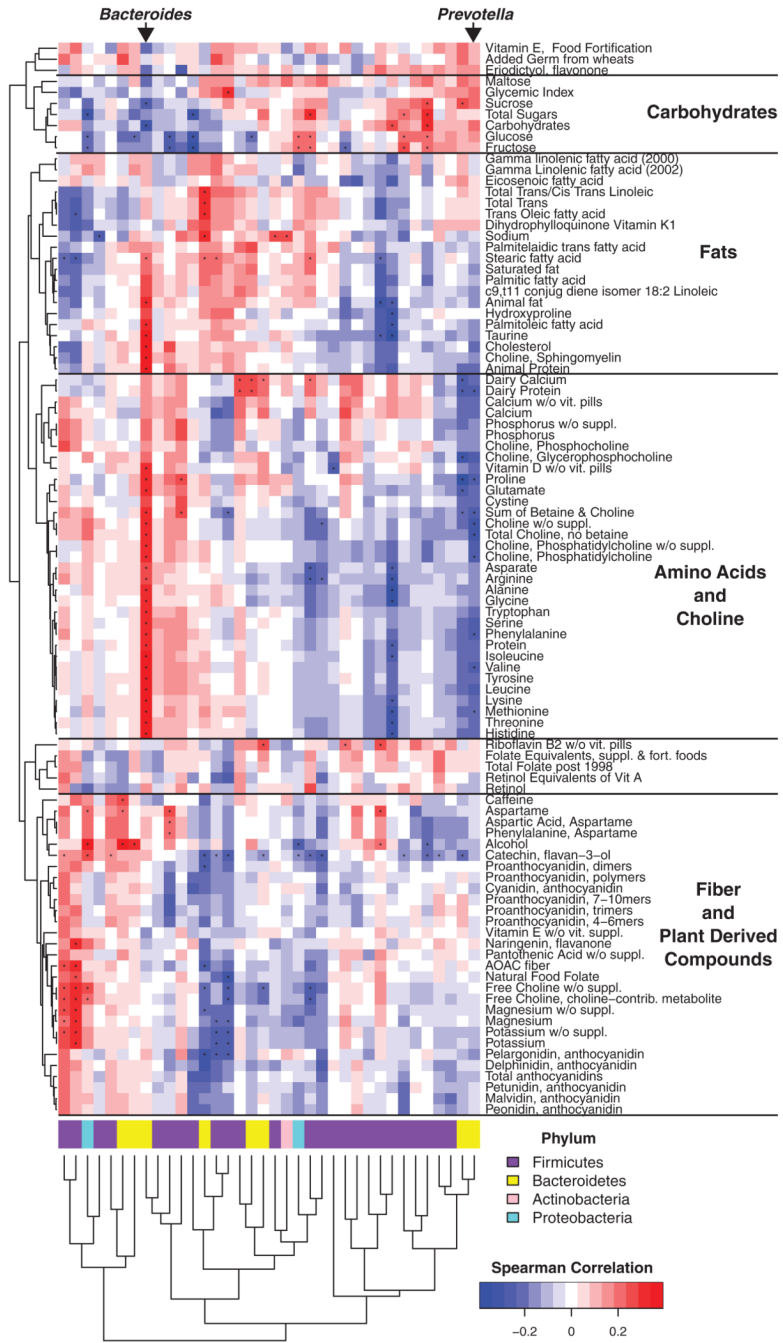 Bacteroides
Prevotella
Vitamin E, Food Fortification
Added Germ from wheats
Eriodictyol, flavonone
Maltose
Glycemic Index
Sucrose
Total Sugars
Carbohydrates
Glucose
Fructose
Carbohydrates
Gamma linolenic fatty acid (2000)
Gamma Linolenic fatty acid (2002)
Eicosenoic fatty acid
Total Trans/Cis Trans Linoleic
Total Trans
Trans Oleic fatty acid
Dihydrophylloquinone Vitamin K1
Sodium
Palmitelaidic trans fatty acid
Stearic fatty acid
Saturated fat
Palmitic fatty acid
c9,t11 conjug diene isomer 18:2 Linoleic
Animal fat
Hydroxyproline
Palmitoleic fatty acid
Taurine
Cholesterol
Choline, Sphingomyelin
Animal Protein
Fats
Dairy Calcium
Dairy Protein
Calcium w/o vit. pills
Calcium
Phosphorus w/o suppl.
Phosphorus
Choline, Phosphocholine
Choline, Glycerophosphocholine
Vitamin D w/o vit. pills
Proline
Glutamate
Cystine
Sum of Betaine & Choline
Choline w/o suppl.
Total Choline, no betaine
Choline, Phosphatidylcholine w/o suppl.
Choline, Phosphatidylcholine
Asparate
Arginine
Alanine
Glycine
Tryptophan
Serine
Phenylalanine
Protein
Isoleucine
Valine
Tyrosine
Leucine
Lysine
Methionine
Threonine
Histidine
Amino Acids
and
Choline
Riboflavin B2 w/o vit. pills
Folate Equivalents, suppl. & fort. foods
Total Folate post 1998
Retinol Equivalents of Vit A
Retinol
Caffeine
Aspartame
Aspartic Acid, Aspartame
Phenylalanine, Aspartame
Alcohol
Catechin, flavan−3−ol
Proanthocyanidin, dimers
Proanthocyanidin, polymers
Cyanidin, anthocyanidin
Proanthocyanidin, 7−10mers
Proanthocyanidin, trimers
Proanthocyanidin, 4−6mers
Vitamin E w/o vit. suppl.
Naringenin, flavanone
Pantothenic Acid w/o suppl.
AOAC fiber
Natural Food Folate
Free Choline w/o suppl.
Free Choline, choline−contrib. metabolite
Magnesium w/o suppl.
Magnesium
Potassium w/o suppl.
Potassium
Pelargonidin, anthocyanidin
Delphinidin, anthocyanidin
Total anthocyanidins
Petunidin, anthocyanidin
Malvidin, anthocyanidin
Peonidin, anthocyanidin
Fiber
and
Plant Derived
Compounds
Phylum
Firmicutes
Bacteroidetes
Actinobacteria
Proteobacteria
Spearman Correlation
−0.2 0 0.2